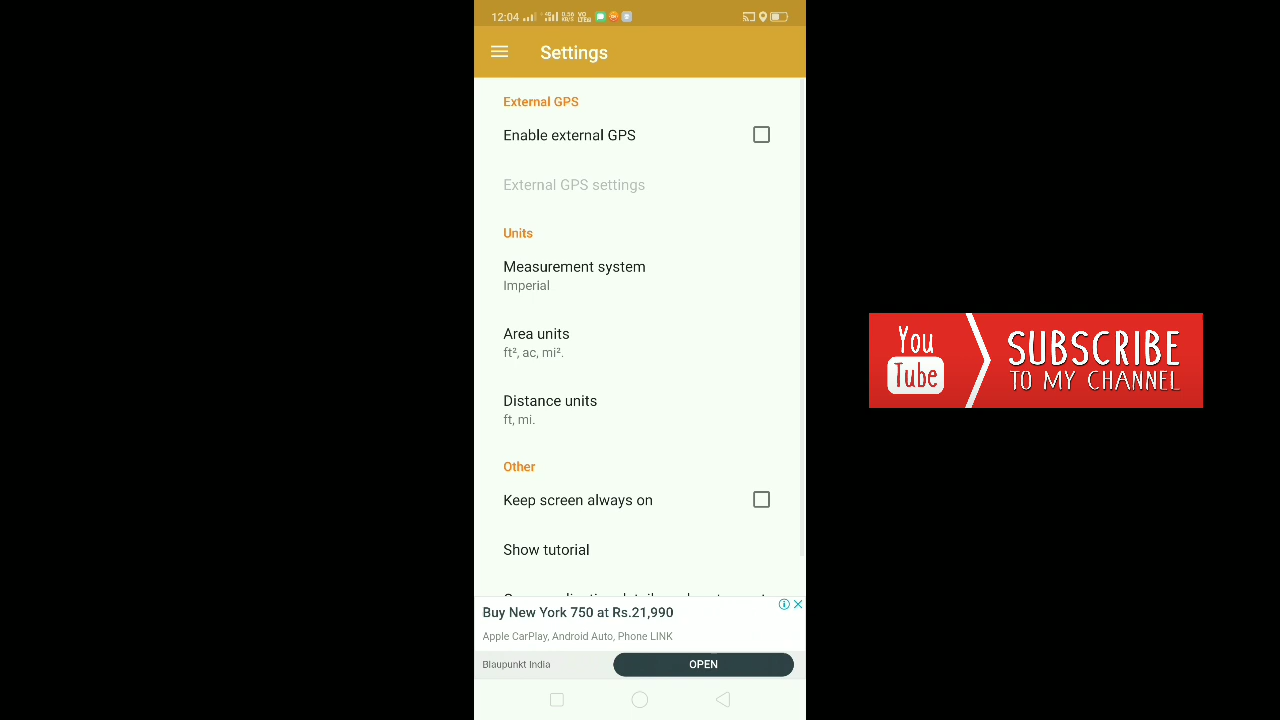 12:04
Settings
External GPS
Enable external GPS
External GPS settings
Units
Measurement system
Imperial
Area units
ft², ac, mi².
Distance units
ft, mi.
Other
Keep screen always on
Show tutorial
Buy New York 750 at Rs.21,990
Apple CarPlay, Android Auto, Phone LINK
Blaupunkt India
OPEN
You
Tube
SUBSCRIBE
TO MY CHANNEL